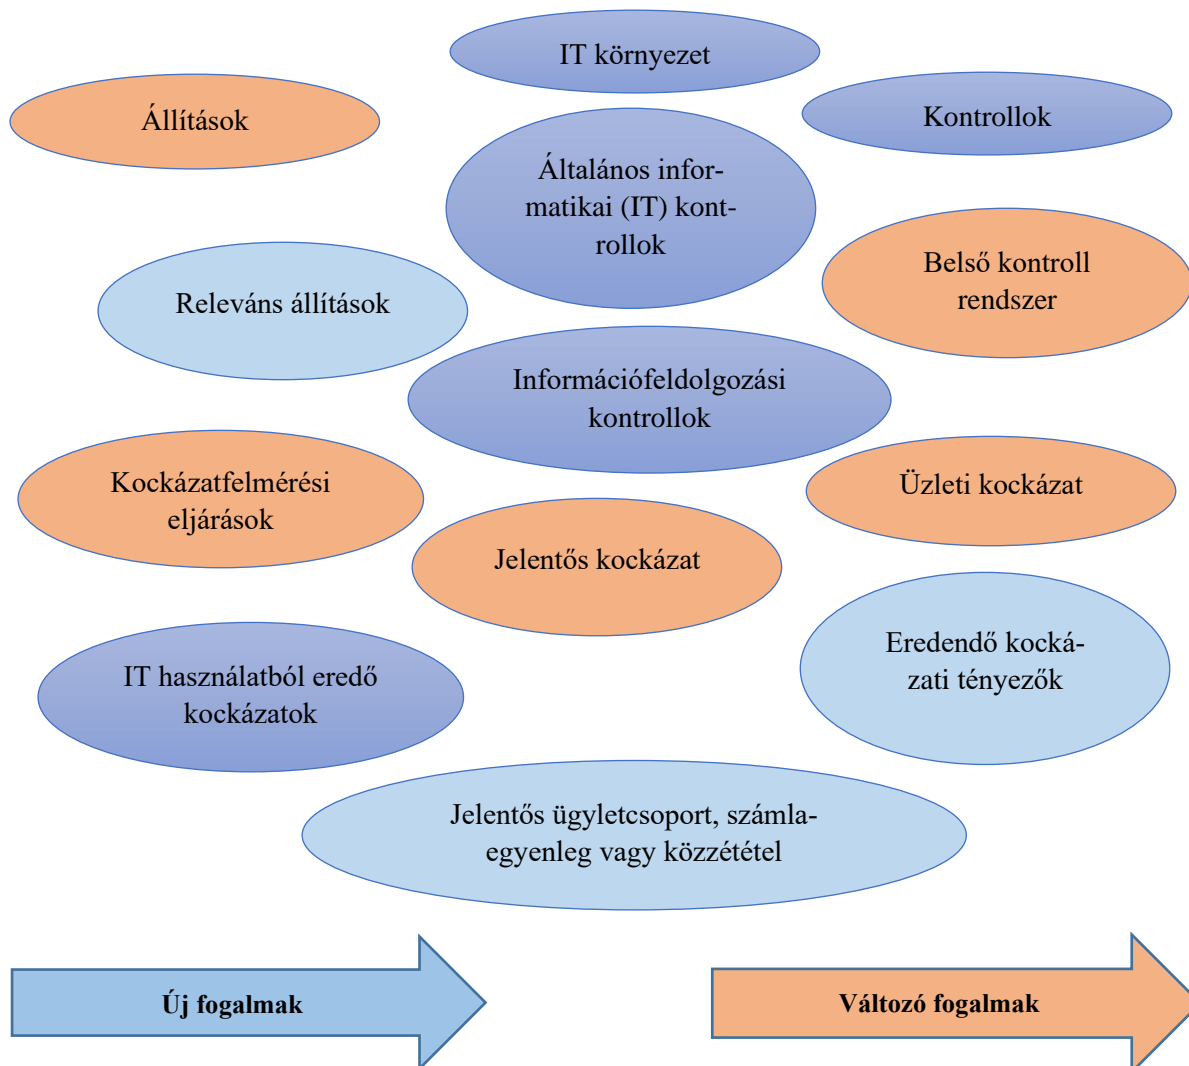 IT környezet
Állítások
Kontrollok
Általános infor-
matikai (IT) kont-
rollok
Belső kontroll
rendszer
Releváns állítások
Információfeldolgozási
kontrollok
Kockázatfelmérési
eljárások
Üzleti kockázat
Jelentős kockázat
Eredendő kocká-
zati tényezők
IT használatból eredő
kockázatok
Jelentős ügyletcsoport, számla-
egyenleg vagy közzététel
Új fogalmak
Változó fogalmak